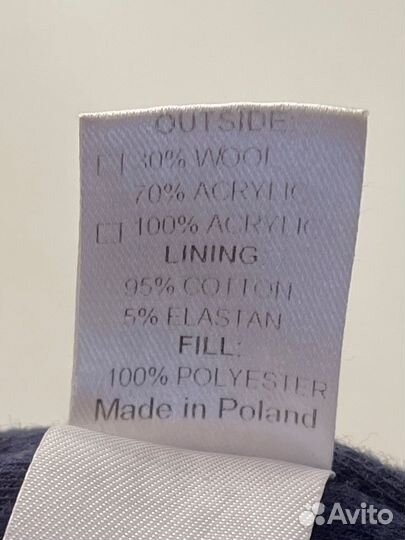 OUTSIDE:
30% WOOL
70% ACRYLIC
100% ACRYLIC
LINING
95% COTTON
5% ELASTAN
FILL:
100% POLYESTER
Made in Poland
Avito